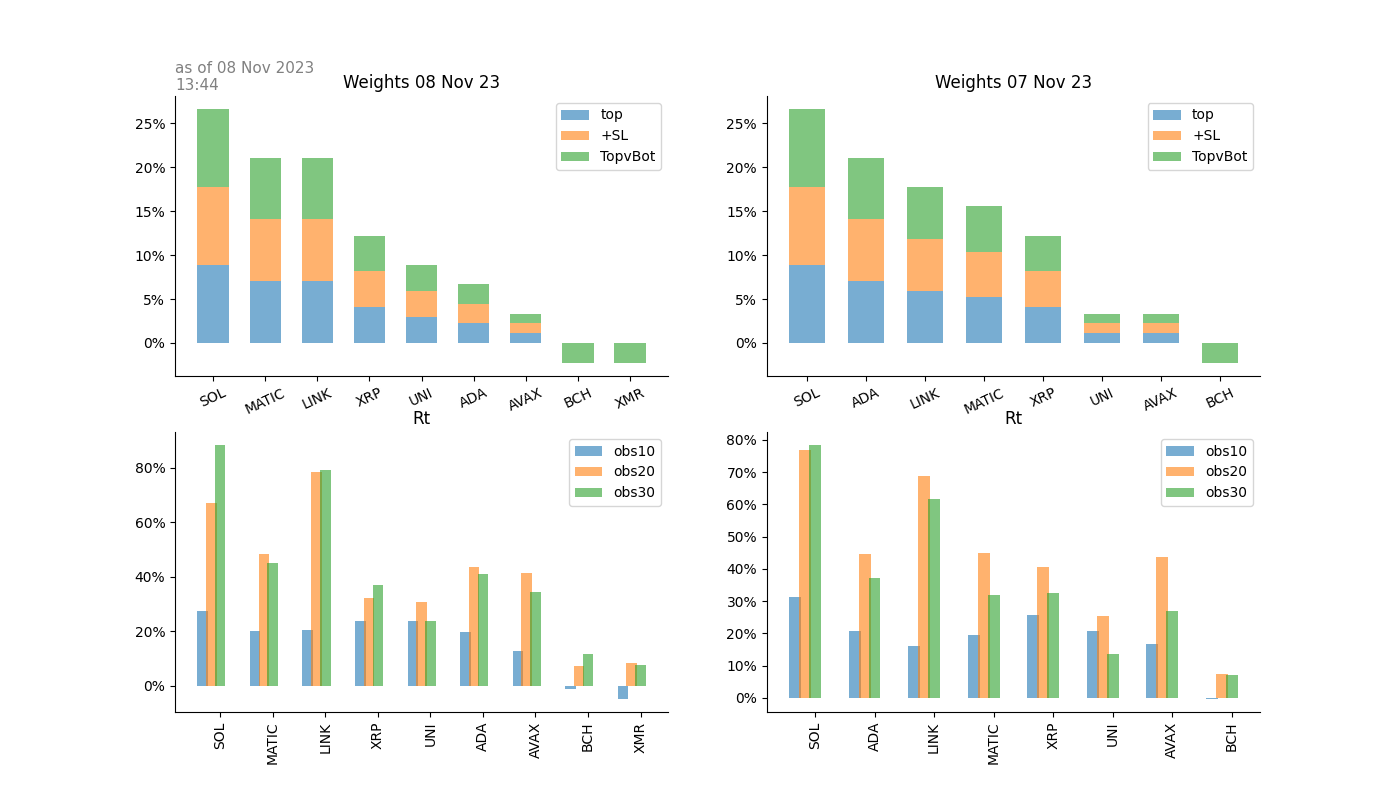 as of 08 Nov 2023
13:44
Weights 08 Nov 23
25%
20%
15%
10%
5%
0%
top
+SL
TopvBot
SOL MATIC LINK XRP UNI ADA AVAX BCH XMR
Weights 07 Nov 23
25%
20%
15%
10%
5%
0%
top
+SL
TopvBot
SOL ADA LINK MATIC XRP UNI AVAX BCH
Rt
80%
60%
40%
20%
0%
obs10
obs20
obs30
SOL MATIC LINK XRP UNI ADA AVAX BCH XMR
Rt
80%
70%
60%
50%
40%
30%
20%
10%
0%
obs10
obs20
obs30
SOL ADA LINK MATIC XRP UNI AVAX BCH